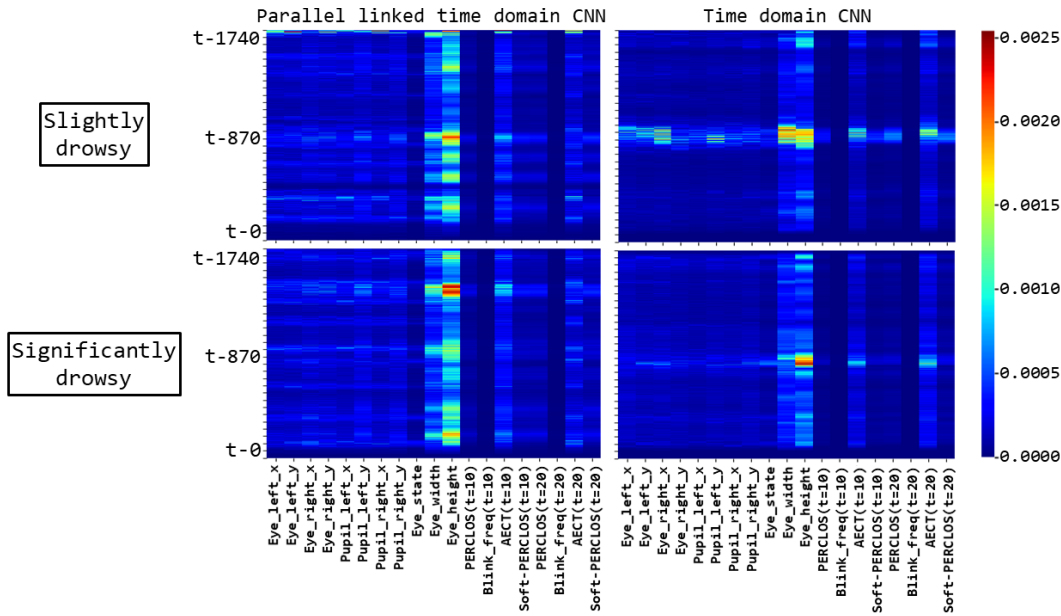 Parallel linked time domain CNN
Time domain CNN
t-1740
t-870
t-0
Slightly
drowsy
t-1740
t-870
t-0
Significantly
drowsy
0.0025
0.0020
0.0015
0.0010
0.0005
0.0000
Eye_left_x
Eye_left_y
Eye_right_x
Eye_right_y
Pupil_left_x
Pupil_left_y
Pupil_right_x
Pupil_right_y
Eye_state
Eye_width
Eye_height
PERCLOS(t=10)
Blink_freq(t=10)
AECT(t=10)
Soft-PERCLOS(t=10)
PERCLOS(t=20)
Blink_freq(t=20)
AECT(t=20)
Soft-PERCLOS(t=20)
Eye_left_x
Eye_left_y
Eye_right_x
Eye_right_y
Pupil_left_x
Pupil_left_y
Pupil_right_x
Pupil_right_y
Eye_state
Eye_width
Eye_height
PERCLOS(t=10)
Blink_freq(t=10)
AECT(t=10)
Soft-PERCLOS(t=10)
PERCLOS(t=20)
Blink_freq(t=20)
AECT(t=20)
Soft-PERCLOS(t=20)